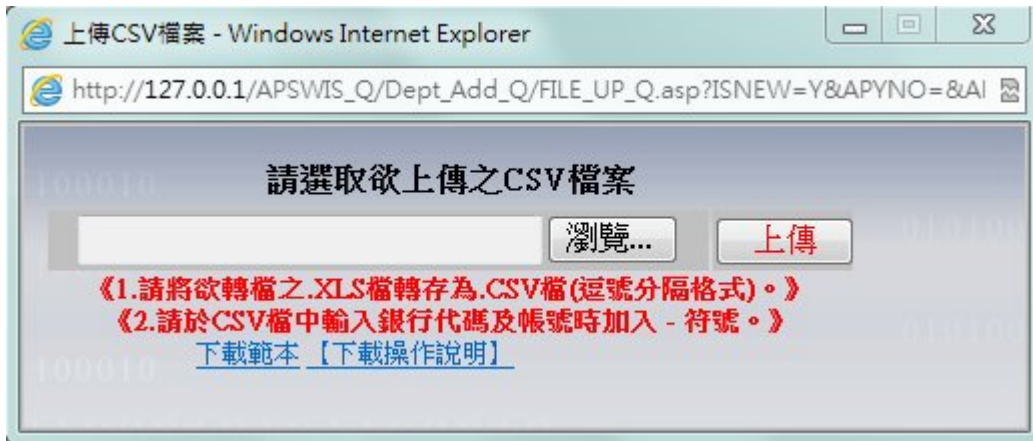 上傳CSV檔案 - Windows Internet Explorer
http://127.0.0.1/APSWIS_Q/Dept_Add_Q/FILE_UP_Q.asp?ISNEW=Y&APYNO=&AI
請選取欲上傳之CSV檔案
瀏覽... 上傳
《1.請將欲轉檔之.XLS檔轉存為.CSV檔(逗號分隔格式)。》
《2.請於CSV檔中輸入銀行代碼及帳號時加入 - 符號。》
下載範本 【下載操作說明】